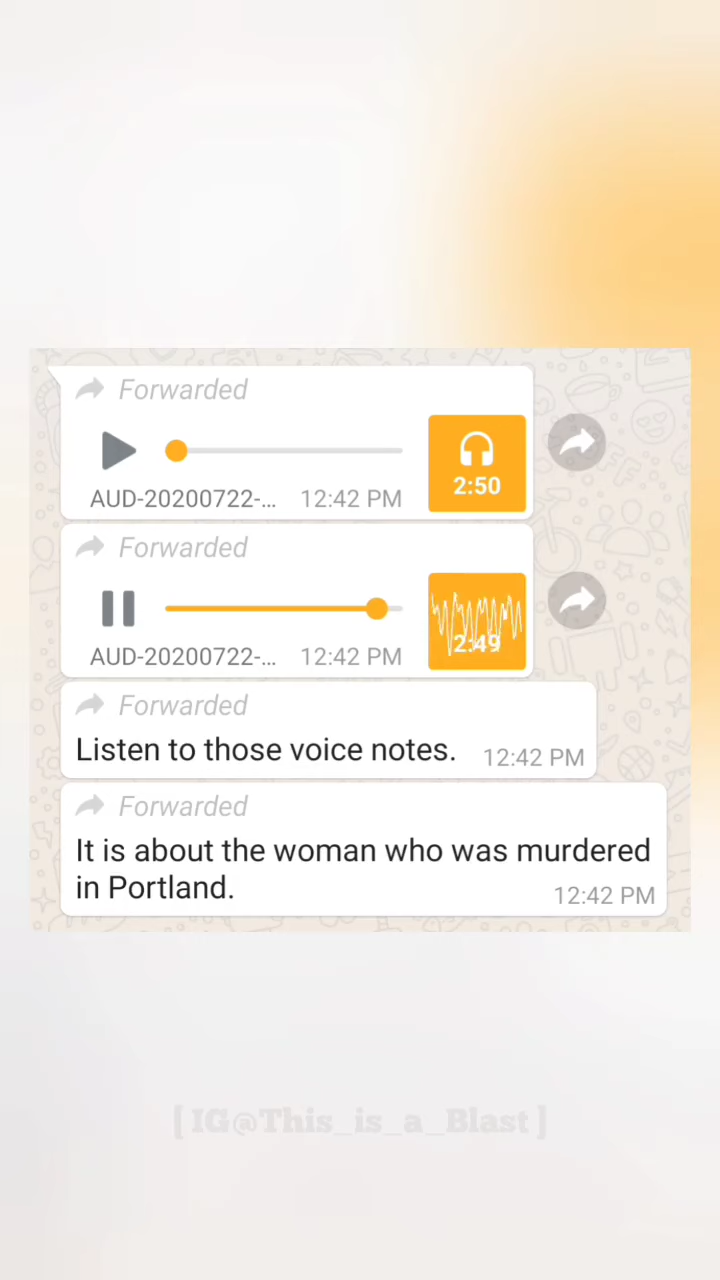 Forwarded
2:50
AUD-20200722-... 12:42 PM
Forwarded
2:49
AUD-20200722-... 12:42 PM
Forwarded
Listen to those voice notes. 12:42 PM
Forwarded
It is about the woman who was murdered
in Portland. 12:42 PM
[ IG@This_is_a_Blast ]